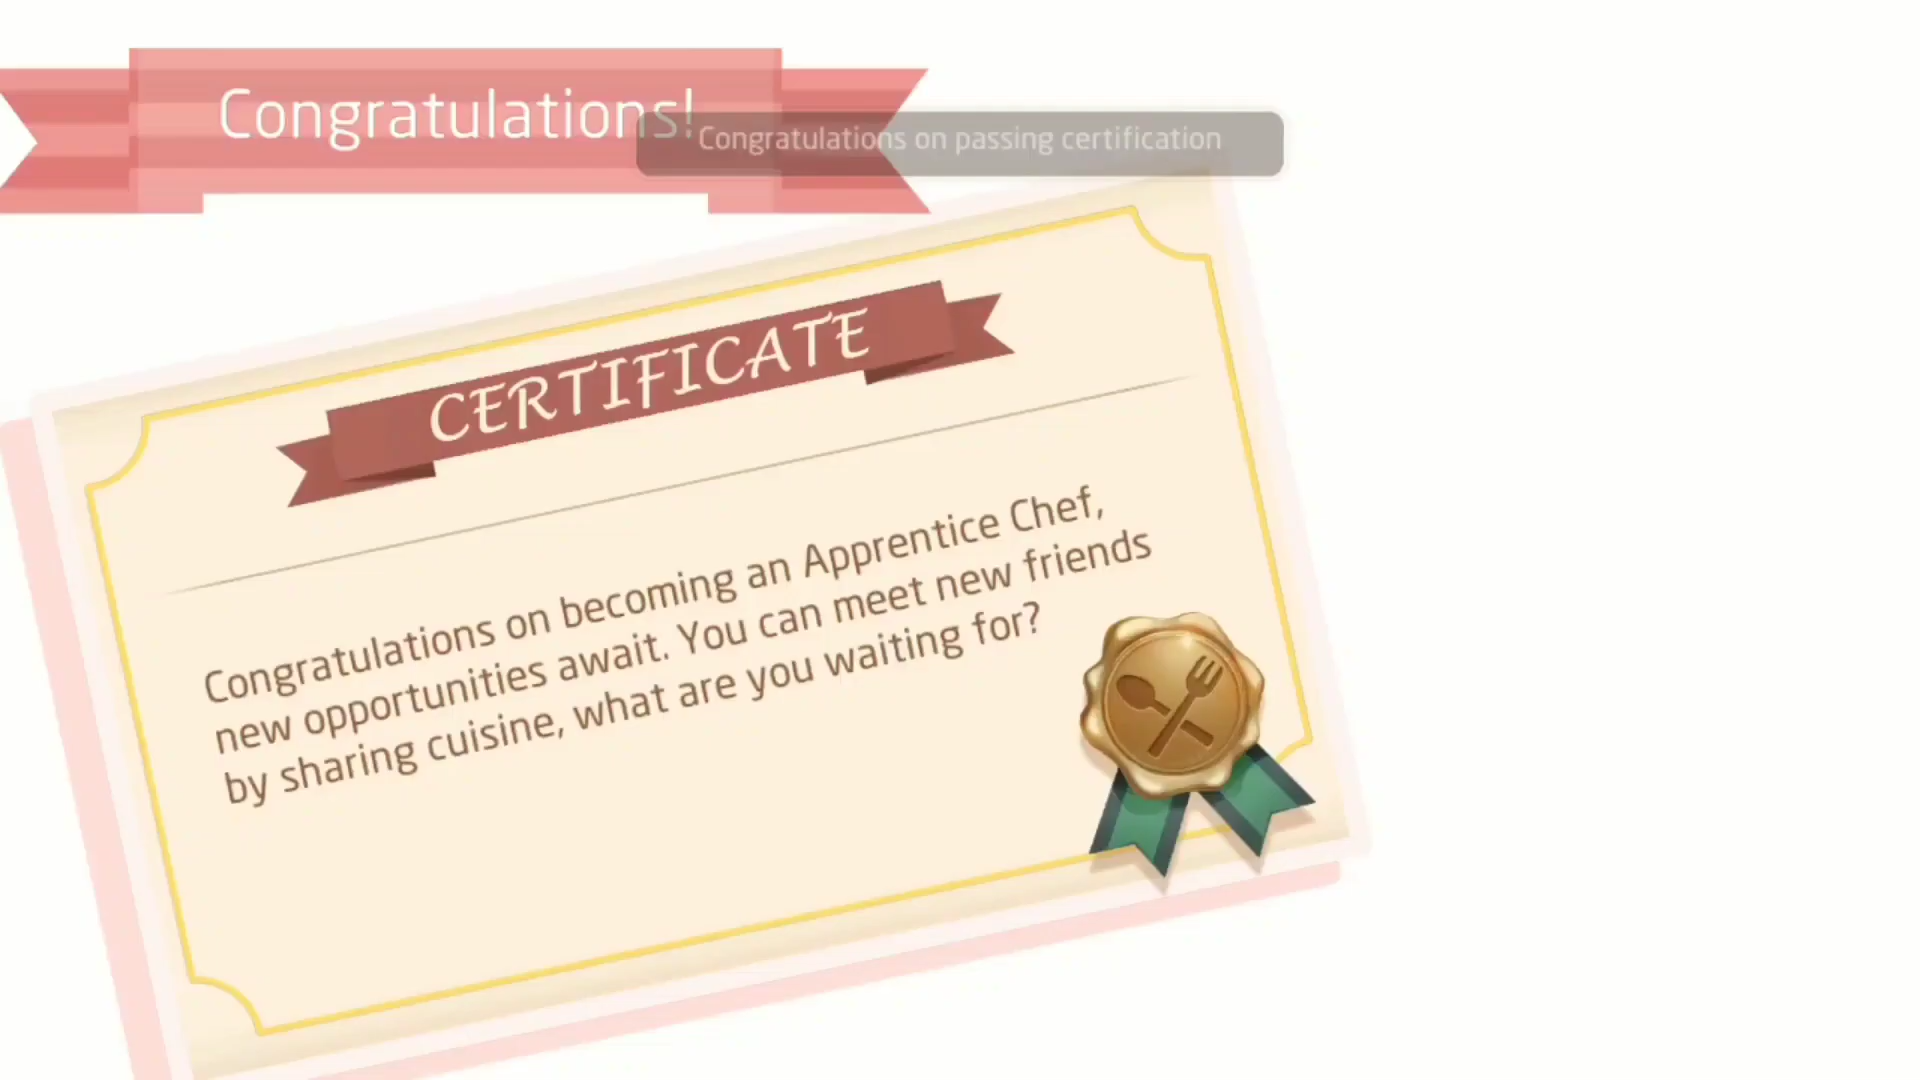 Congratulations!
Congratulations on passing certification
CERTIFICATE
Congratulations on becoming an Apprentice Chef,
new opportunities await. You can meet new friends
by sharing cuisine, what are you waiting for?